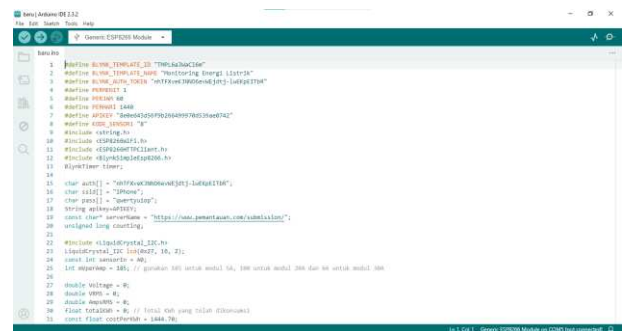 baru | Arduino IDE 2.3.2
File Edit Sketch Tools Help
Generic ESP8266 Module
baru.ino
1 #define BLYNK_TEMPLATE_ID
2 #define BLYNK_TEMPLATE_NAME "Monitoring Energi Listrik"
3 #define BLYNK_AUTH_TOKEN
4 #define PERMENIT 1
5 #define PERJAM 60
6 #define PERHARI 1440
7 #define APIKEY
8 #define KODE_SENSOR1 "8"
9 #include <string.h>
10 #include <ESP8266WiFi.h>
11 #include <ESP8266HTTPClient.h>
12 #include <BlynkSimpleEsp8266.h>
13 BlynkTimer timer;
14
15 char auth[] =
16 char ssid[] = "iPhone";
17 char pass[] = "qwertyuiop";
18 String apikey=APIKEY;
19 const char* serverName = "https://www.pemantauan.com/submission/";
20 unsigned long counting;
21
22 #include <LiquidCrystal_I2C.h>
23 LiquidCrystal_I2C lcd(0x27, 16, 2);
24 const int sensorIn = A0;
25 int mVperAmp = 185; // gunakan 185 untuk modul 5A, 100 untuk modul 20A dan 66 untuk modul 30A
26
27 double Voltage = 0;
28 double VRMS = 0;
29 double AmpsRMS = 0;
30 float totalKWh = 0; // Total KWh yang telah dikonsumsi
31 const float costPerKWh = 1444.70;
Ln 1, Col 1 Generic ESP8266 Module on COM5 [not connected]